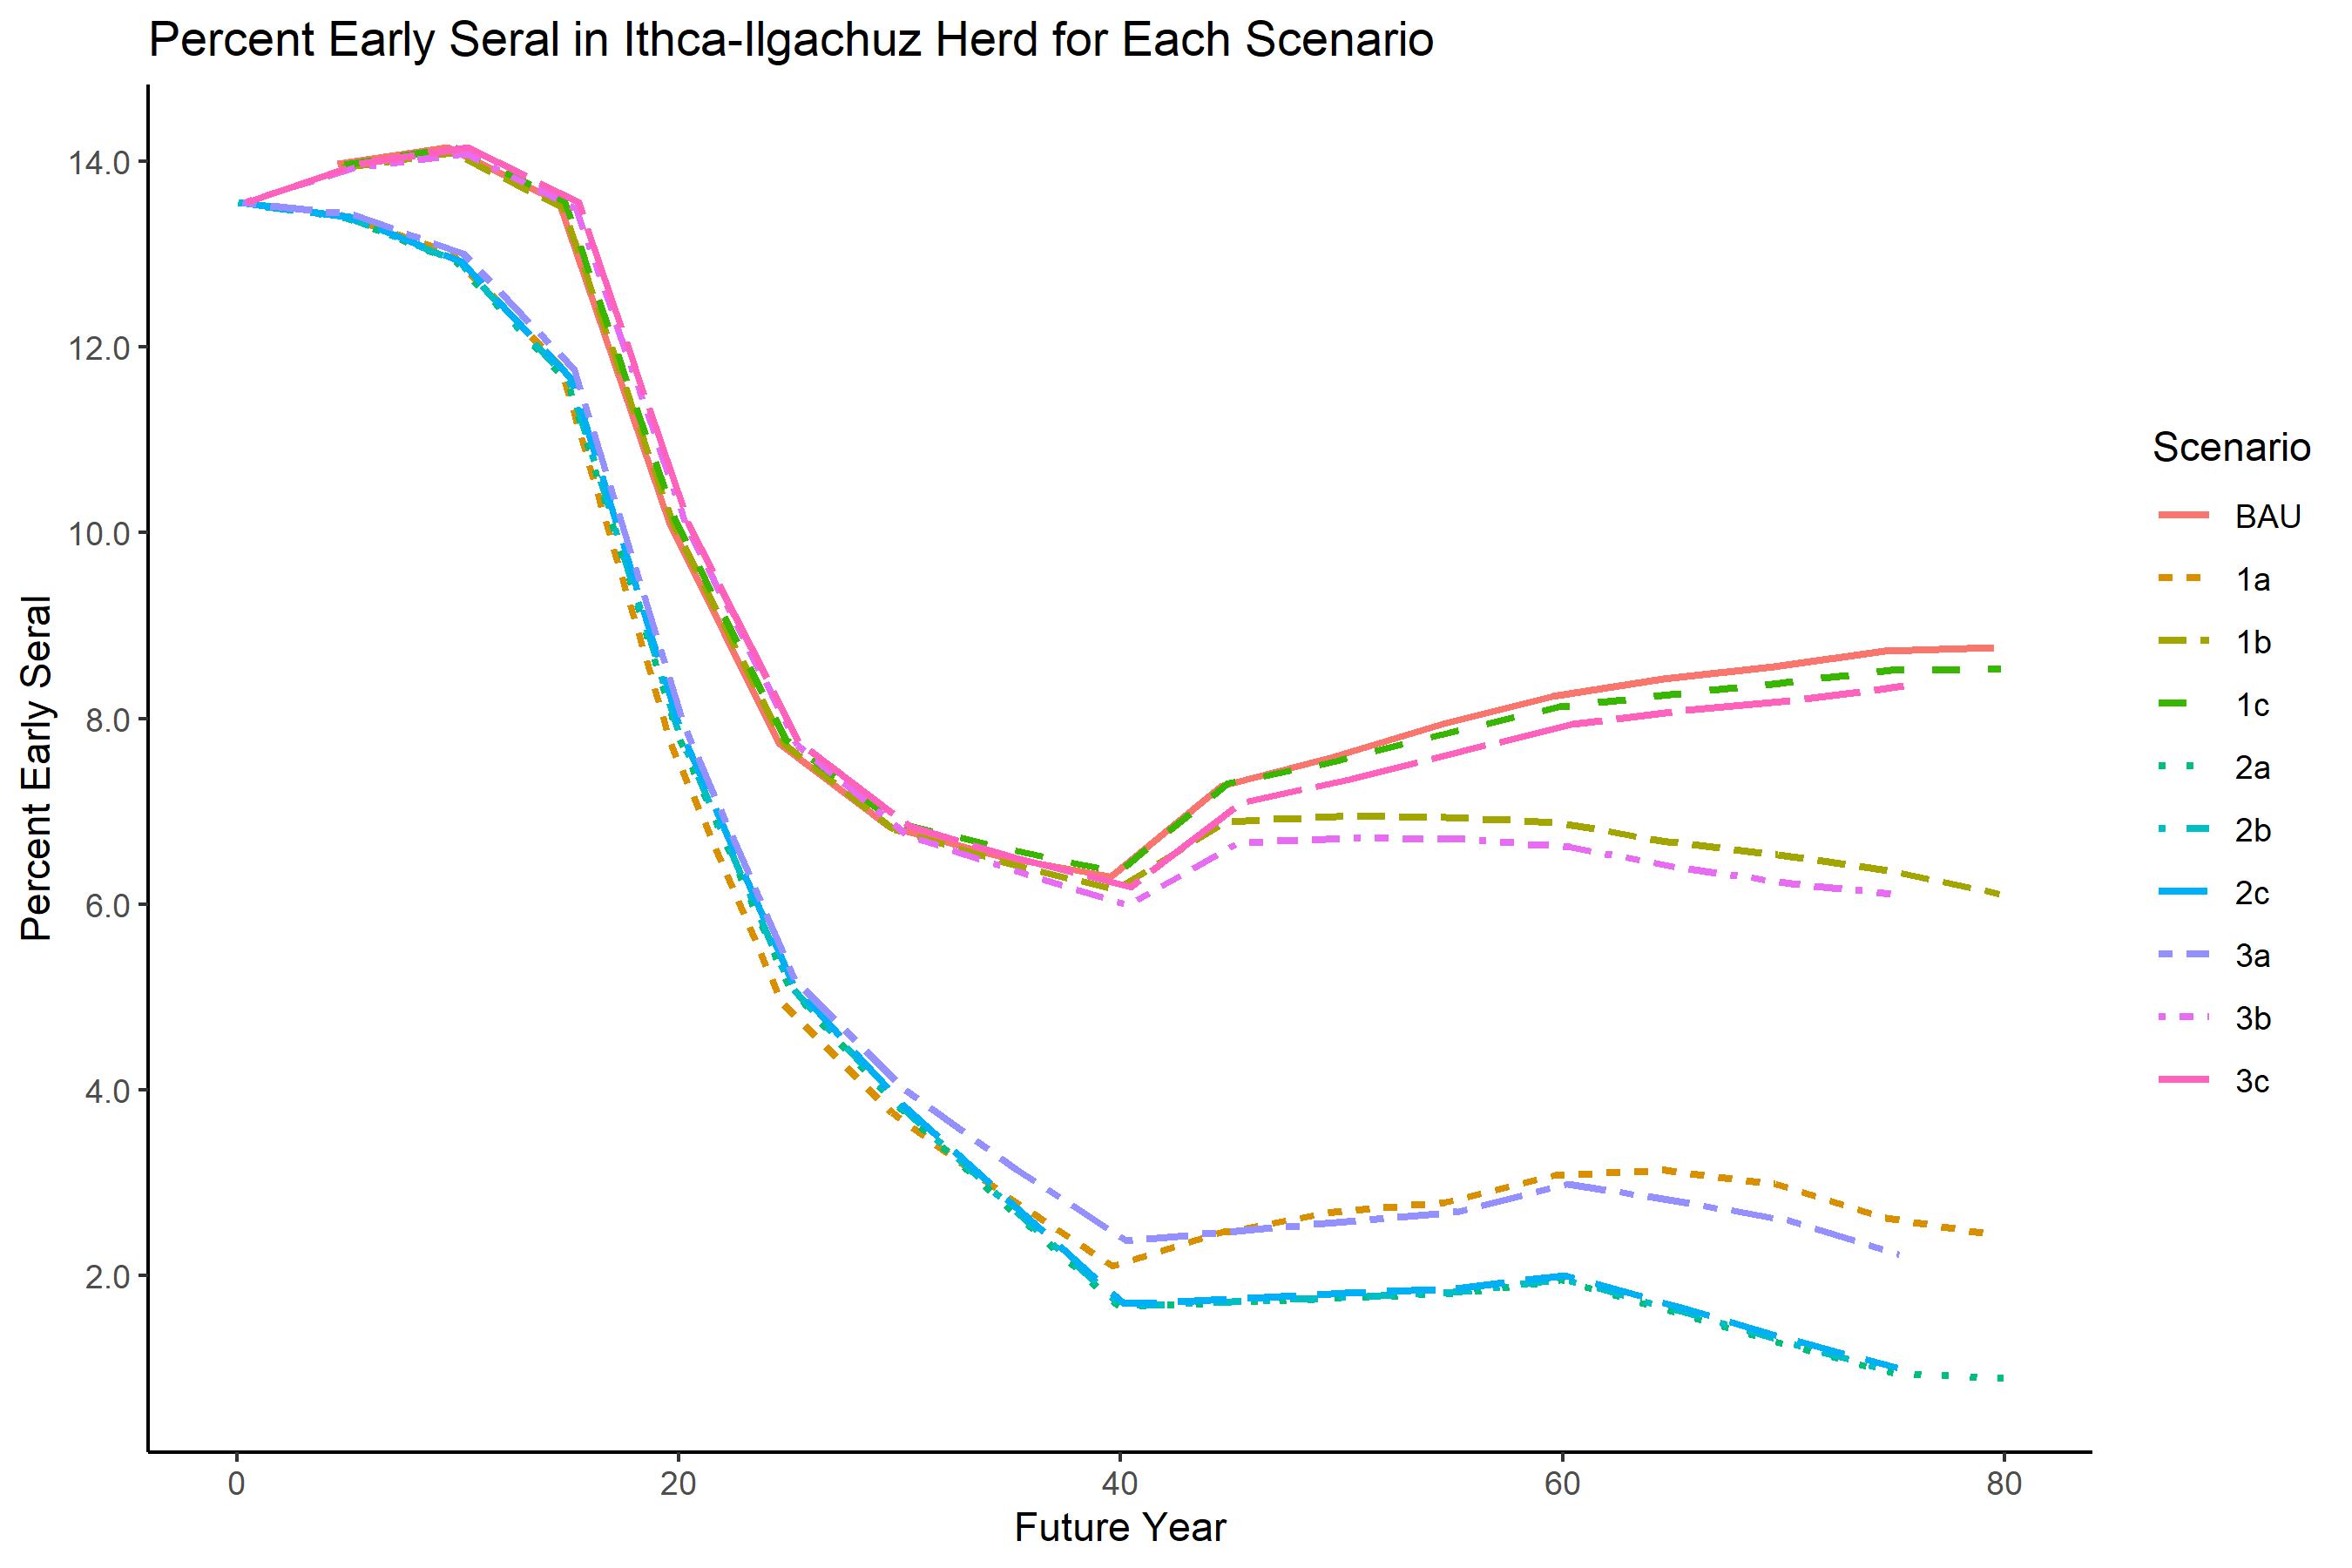 Percent Early Seral in Ithca-Ilgachuz Herd for Each Scenario
Percent Early Seral
14.0
12.0
10.0
8.0
6.0
4.0
2.0
0
20
40
60
80
Future Year
Scenario
BAU
1a
1b
1c
2a
2b
2c
3a
3b
3c